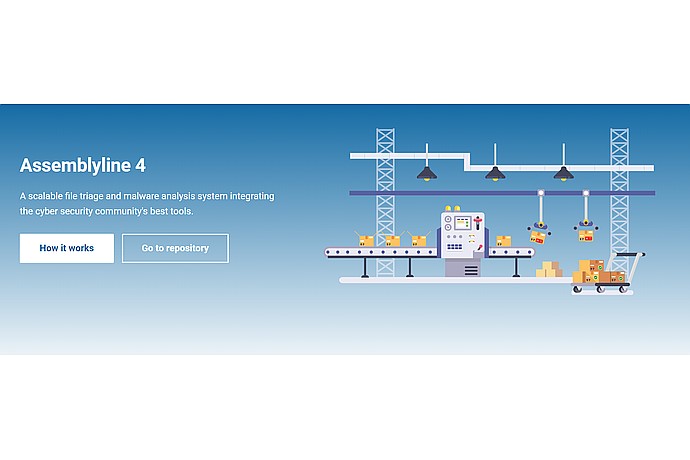 Assemblyline 4
A scalable file triage and malware analysis system integrating
the cyber security community's best tools.
How it works
Go to repository